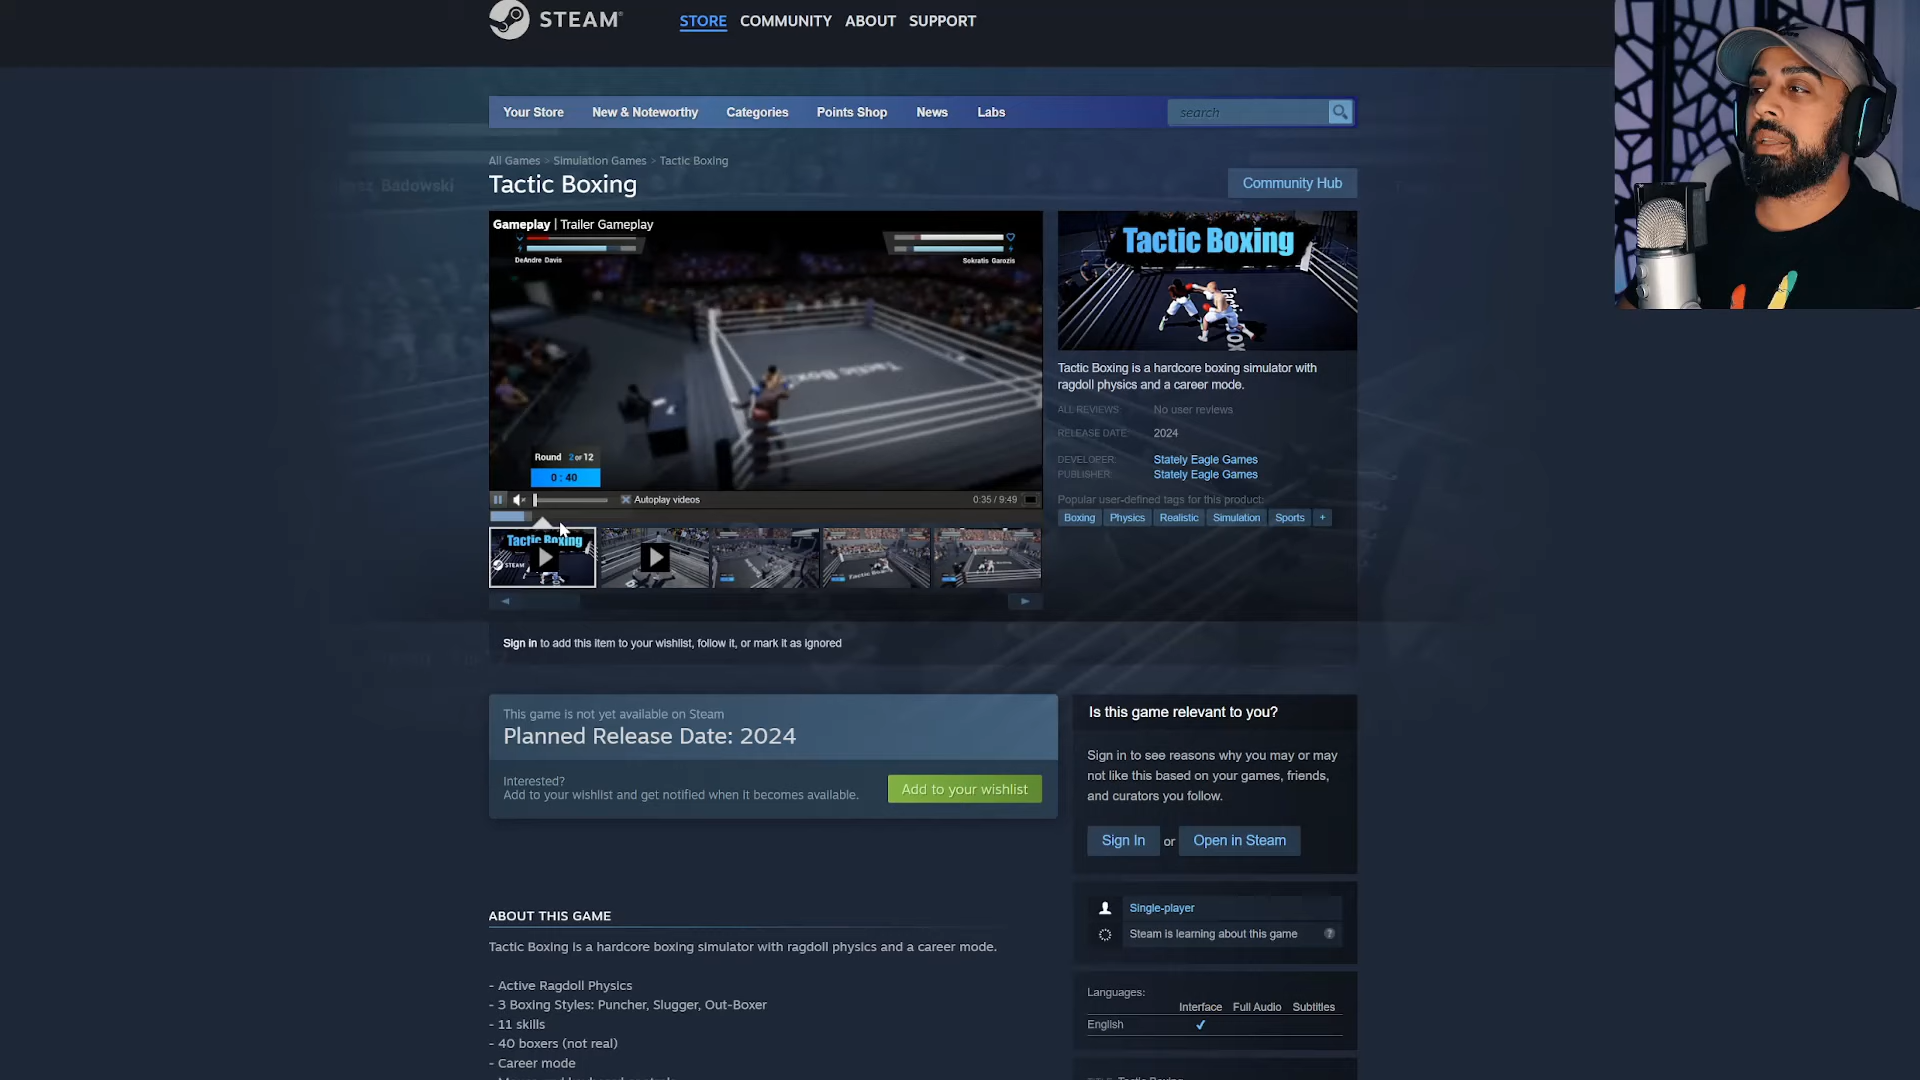 STEAM®
STORE COMMUNITY ABOUT SUPPORT
Your Store New & Noteworthy Categories Points Shop News Labs search
All Games > Simulation Games > Tactic Boxing
Tactic Boxing
Community Hub
Gameplay | Trailer Gameplay
DeAndre Davis Sokratis Garozis
Tactic Boxing
Round 2 of 12
0:40
Autoplay videos 0:35 / 9:49
Tactic Boxing
STEAM
Tactic Boxing
Tactic Boxing is a hardcore boxing simulator with
ragdoll physics and a career mode.
ALL REVIEWS: No user reviews
RELEASE DATE: 2024
DEVELOPER: Stately Eagle Games
PUBLISHER: Stately Eagle Games
Popular user-defined tags for this product:
Boxing Physics Realistic Simulation Sports +
Sign in to add this item to your wishlist, follow it, or mark it as ignored
This game is not yet available on Steam
Planned Release Date: 2024
Interested?
Add to your wishlist and get notified when it becomes available.
Add to your wishlist
Is this game relevant to you?
Sign in to see reasons why you may or may
not like this based on your games, friends,
and curators you follow.
Sign In or Open in Steam
Single-player
Steam is learning about this game ?
Languages:
Interface Full Audio Subtitles
English ✔
ABOUT THIS GAME
Tactic Boxing is a hardcore boxing simulator with ragdoll physics and a career mode.
- Active Ragdoll Physics
- 3 Boxing Styles: Puncher, Slugger, Out-Boxer
- 11 skills
- 40 boxers (not real)
- Career mode